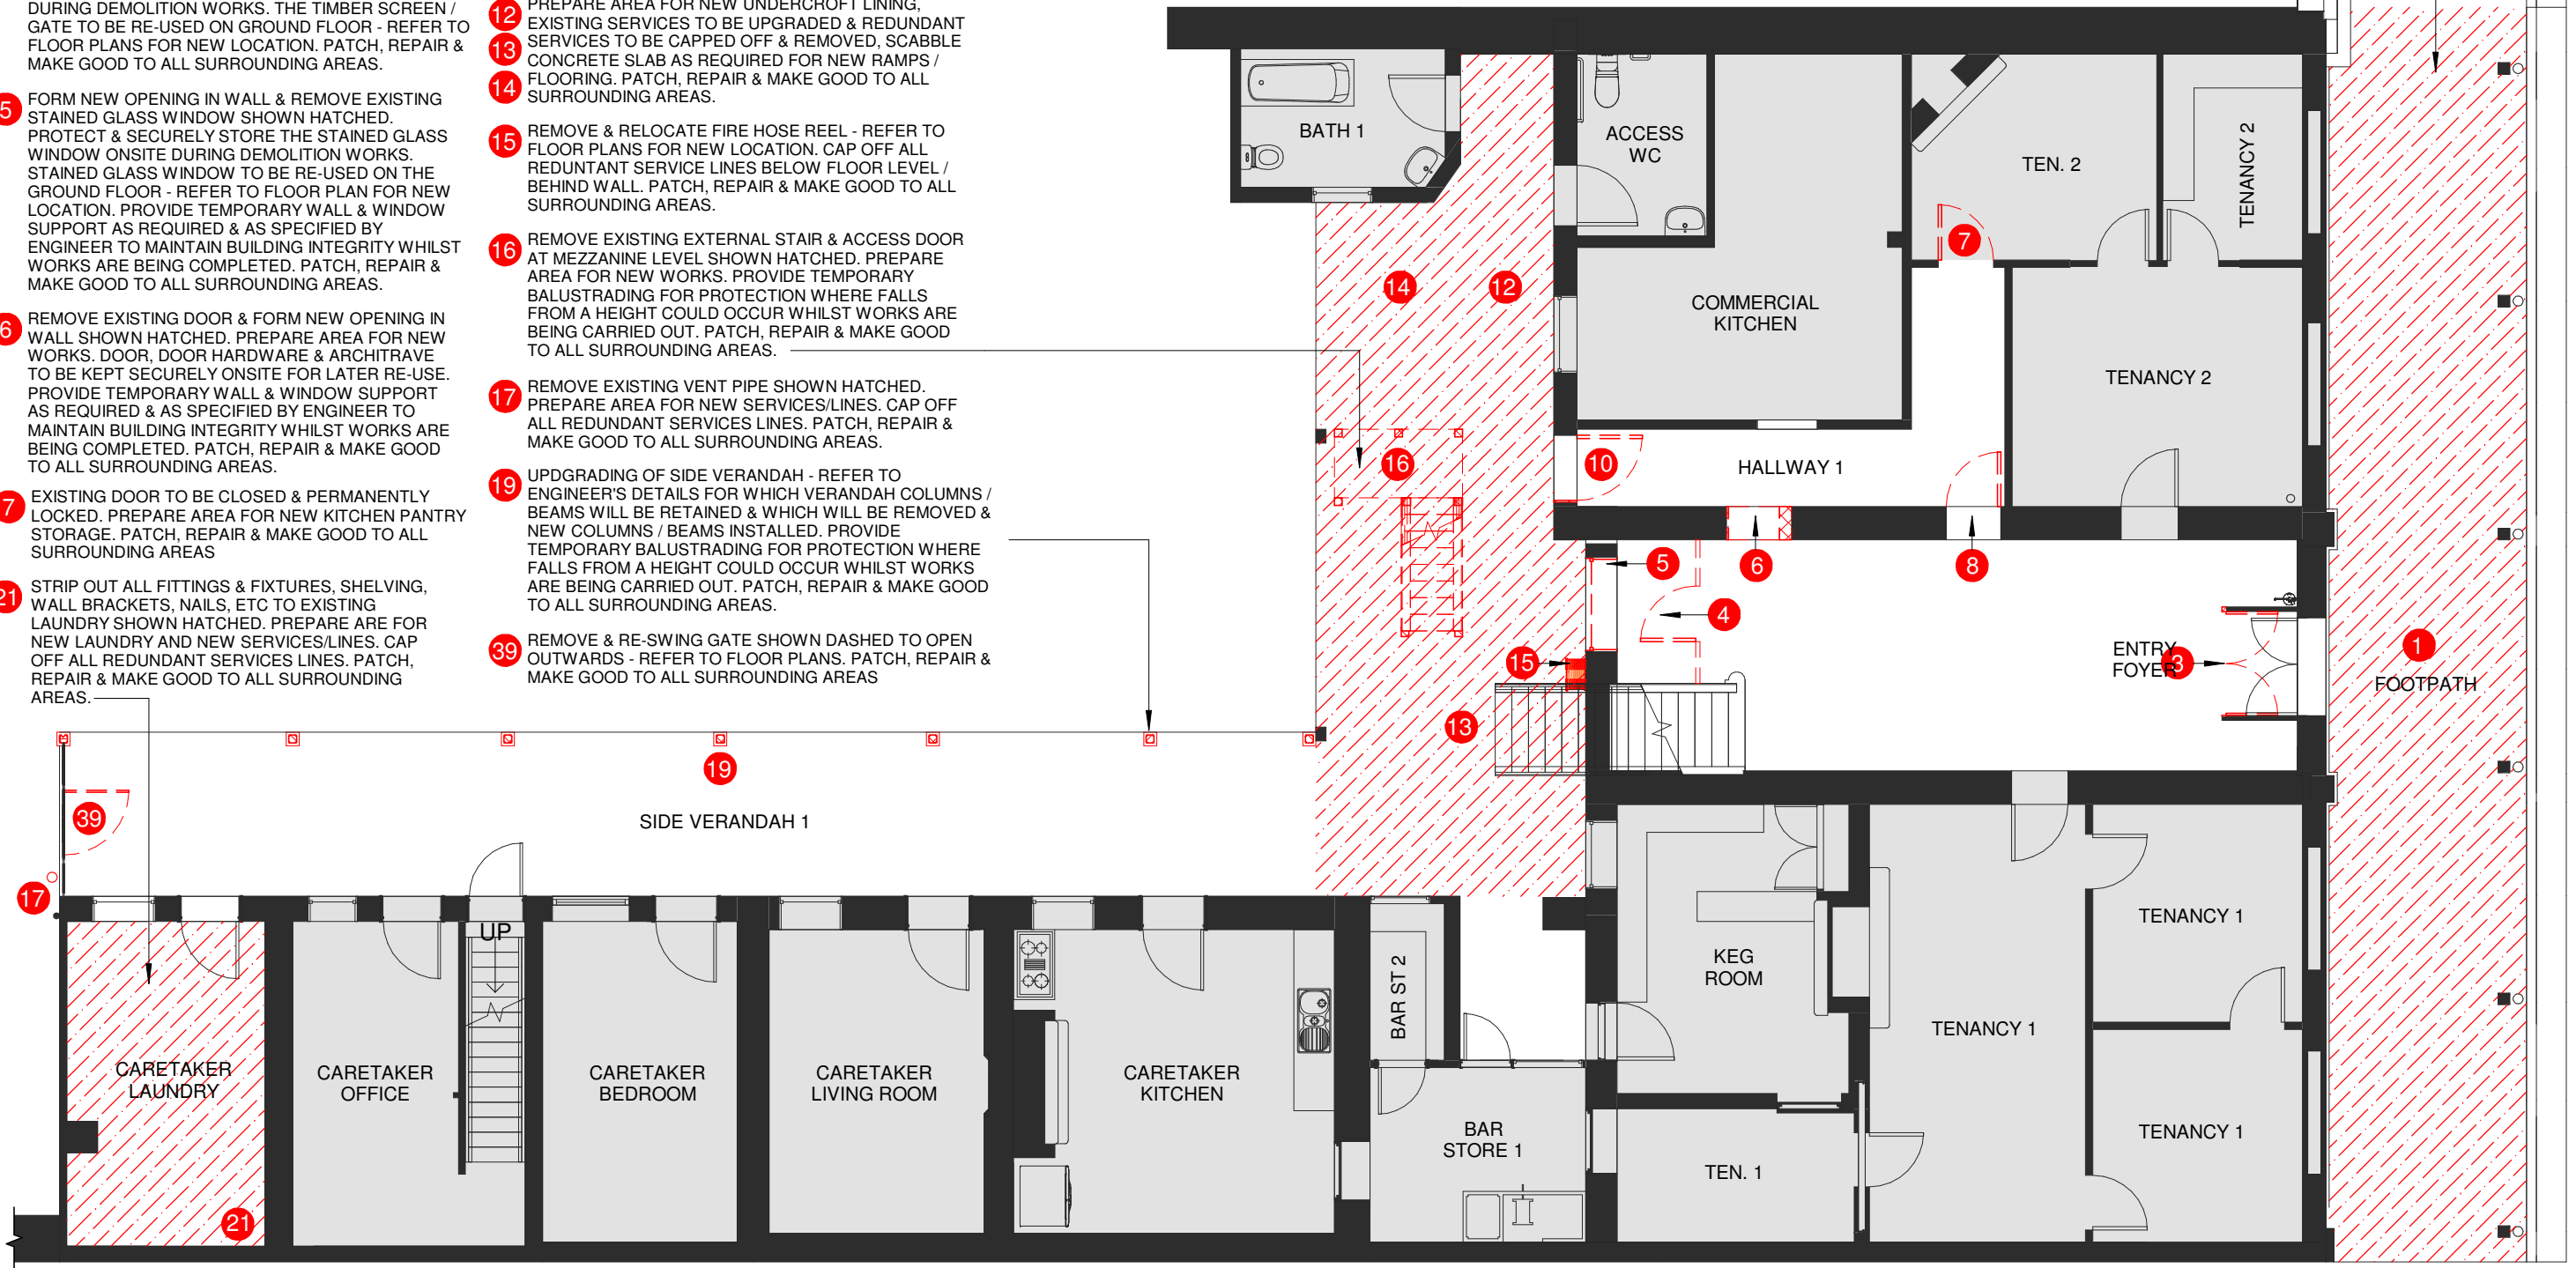 DURING DEMOLITION WORKS. THE TIMBER SCREEN /
GATE TO BE RE-USED ON GROUND FLOOR - REFER TO
FLOOR PLANS FOR NEW LOCATION. PATCH, REPAIR &
MAKE GOOD TO ALL SURROUNDING AREAS.
5 FORM NEW OPENING IN WALL & REMOVE EXISTING
STAINED GLASS WINDOW SHOWN HATCHED.
PROTECT & SECURELY STORE THE STAINED GLASS
WINDOW ONSITE DURING DEMOLITION WORKS.
STAINED GLASS WINDOW TO BE RE-USED ON THE
GROUND FLOOR - REFER TO FLOOR PLAN FOR NEW
LOCATION. PROVIDE TEMPORARY WALL & WINDOW
SUPPORT AS REQUIRED & AS SPECIFIED BY
ENGINEER TO MAINTAIN BUILDING INTEGRITY WHILST
WORKS ARE BEING COMPLETED. PATCH, REPAIR &
MAKE GOOD TO ALL SURROUNDING AREAS.
6 REMOVE EXISTING DOOR & FORM NEW OPENING IN
WALL SHOWN HATCHED. PREPARE AREA FOR NEW
WORKS. DOOR, DOOR HARDWARE & ARCHITRAVE
TO BE KEPT SECURELY ONSITE FOR LATER RE-USE.
PROVIDE TEMPORARY WALL & WINDOW SUPPORT
AS REQUIRED & AS SPECIFIED BY ENGINEER TO
MAINTAIN BUILDING INTEGRITY WHILST WORKS ARE
BEING COMPLETED. PATCH, REPAIR & MAKE GOOD
TO ALL SURROUNDING AREAS.
7 EXISTING DOOR TO BE CLOSED & PERMANENTLY
LOCKED. PREPARE AREA FOR NEW KITCHEN PANTRY
STORAGE. PATCH, REPAIR & MAKE GOOD TO ALL
SURROUNDING AREAS
21 STRIP OUT ALL FITTINGS & FIXTURES, SHELVING,
WALL BRACKETS, NAILS, ETC TO EXISTING
LAUNDRY SHOWN HATCHED. PREPARE ARE FOR
NEW LAUNDRY AND NEW SERVICES/LINES. CAP
OFF ALL REDUNDANT SERVICES LINES. PATCH,
REPAIR & MAKE GOOD TO ALL SURROUNDING
AREAS.
12 PREPARE AREA FOR NEW UNDERCROFT LINING,
EXISTING SERVICES TO BE UPGRADED & REDUNDANT
13 SERVICES TO BE CAPPED OFF & REMOVED, SCABBLE
CONCRETE SLAB AS REQUIRED FOR NEW RAMPS /
14 FLOORING. PATCH, REPAIR & MAKE GOOD TO ALL
SURROUNDING AREAS.
15 REMOVE & RELOCATE FIRE HOSE REEL - REFER TO
FLOOR PLANS FOR NEW LOCATION. CAP OFF ALL
REDUNTANT SERVICE LINES BELOW FLOOR LEVEL /
BEHIND WALL. PATCH, REPAIR & MAKE GOOD TO ALL
SURROUNDING AREAS.
16 REMOVE EXISTING EXTERNAL STAIR & ACCESS DOOR
AT MEZZANINE LEVEL SHOWN HATCHED. PREPARE
AREA FOR NEW WORKS. PROVIDE TEMPORARY
BALUSTRADING FOR PROTECTION WHERE FALLS
FROM A HEIGHT COULD OCCUR WHILST WORKS ARE
BEING CARRIED OUT. PATCH, REPAIR & MAKE GOOD
TO ALL SURROUNDING AREAS.
17 REMOVE EXISTING VENT PIPE SHOWN HATCHED.
PREPARE AREA FOR NEW SERVICES/LINES. CAP OFF
ALL REDUNDANT SERVICES LINES. PATCH, REPAIR &
MAKE GOOD TO ALL SURROUNDING AREAS.
19 UPDGRADING OF SIDE VERANDAH - REFER TO
ENGINEER'S DETAILS FOR WHICH VERANDAH COLUMNS /
BEAMS WILL BE RETAINED & WHICH WILL BE REMOVED &
NEW COLUMNS / BEAMS INSTALLED. PROVIDE
TEMPORARY BALUSTRADING FOR PROTECTION WHERE
FALLS FROM A HEIGHT COULD OCCUR WHILST WORKS
ARE BEING CARRIED OUT. PATCH, REPAIR & MAKE GOOD
TO ALL SURROUNDING AREAS.
39 REMOVE & RE-SWING GATE SHOWN DASHED TO OPEN
OUTWARDS - REFER TO FLOOR PLANS. PATCH, REPAIR &
MAKE GOOD TO ALL SURROUNDING AREAS
BATH 1
ACCESS
WC
TEN. 2
TENANCY 2
7
14
12
COMMERCIAL
KITCHEN
TENANCY 2
16
10
HALLWAY 1
5
6
8
4
15
ENTRY
FOYER
3
1
FOOTPATH
13
19
39
SIDE VERANDAH 1
17
UP
CARETAKER
LAUNDRY
CARETAKER
OFFICE
CARETAKER
BEDROOM
CARETAKER
LIVING ROOM
CARETAKER
KITCHEN
BAR ST 2
KEG
ROOM
TENANCY 1
TENANCY 1
BAR
STORE 1
TEN. 1
TENANCY 1
21